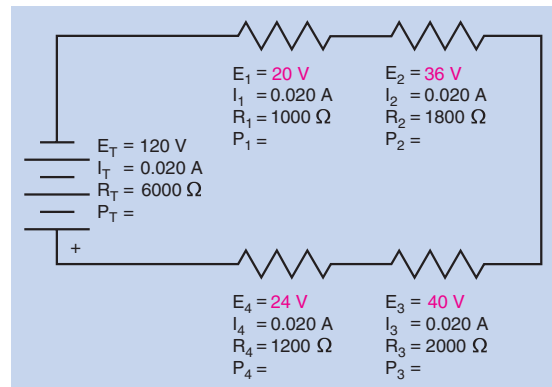 E1 = 20 V
I1 = 0.020 A
R1 = 1000 Ω
P1 =
E2 = 36 V
I2 = 0.020 A
R2 = 1800 Ω
P2 =
ET = 120 V
IT = 0.020 A
RT = 6000 Ω
PT =
+
E4 = 24 V
I4 = 0.020 A
R4 = 1200 Ω
P4 =
E3 = 40 V
I3 = 0.020 A
R3 = 2000 Ω
P3 =